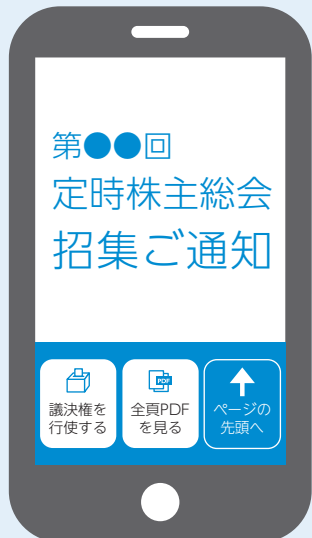 第●●回
定時株主総会
招集ご通知
議決権を
行使する
PDF
全頁PDF
を見る
ページの
先頭へ